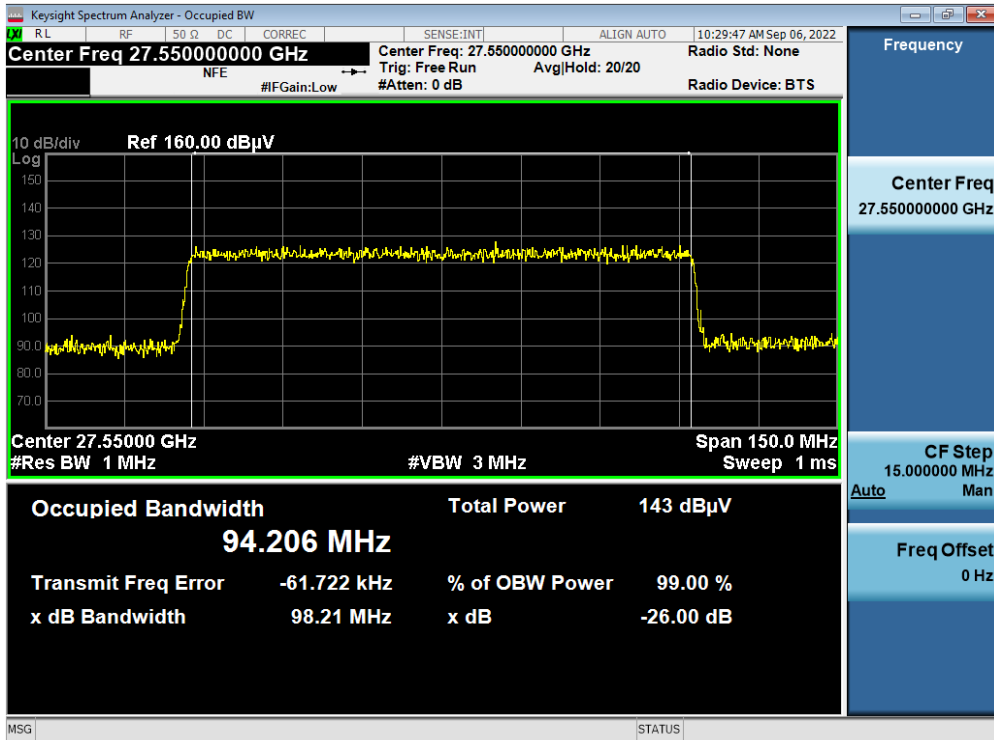 Keysight Spectrum Analyzer - Occupied BW
LXI RL RF 50 Ω DC CORREC SENSE:INT ALIGN AUTO 10:29:47 AM Sep 06, 2022
Center Freq 27.550000000 GHz
NFE
#IFGain:Low
Center Freq: 27.550000000 GHz
Trig: Free Run Avg|Hold: 20/20
#Atten: 0 dB
Radio Std: None
Radio Device: BTS
10 dB/div Ref 160.00 dBµV
Log
150
140
130
120
110
100
90.0
80.0
70.0
Center 27.55000 GHz Span 150.0 MHz
#Res BW 1 MHz #VBW 3 MHz Sweep 1 ms
Occupied Bandwidth Total Power 143 dBµV
94.206 MHz
Transmit Freq Error -61.722 kHz % of OBW Power 99.00 %
x dB Bandwidth 98.21 MHz x dB -26.00 dB
MSG STATUS
Frequency
Center Freq
27.550000000 GHz
CF Step
15.000000 MHz
Auto Man
Freq Offset
0 Hz